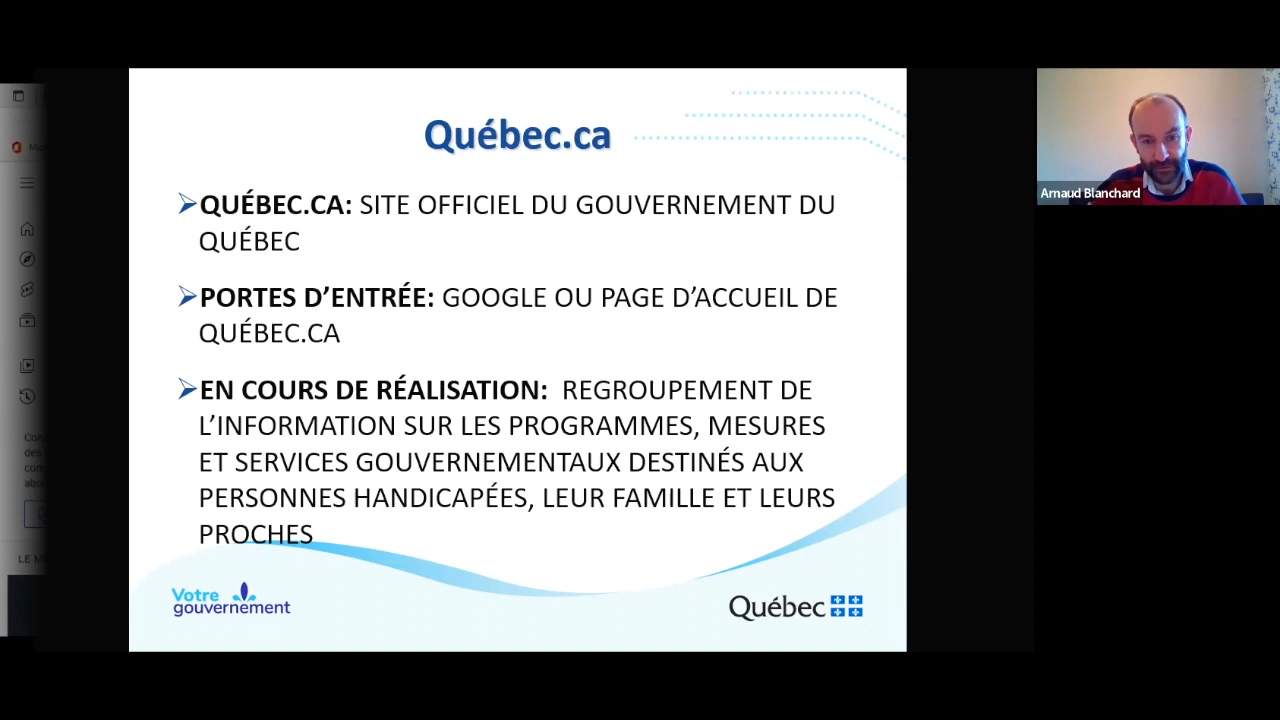 Québec.ca
QUÉBEC.CA: SITE OFFICIEL DU GOUVERNEMENT DU
QUÉBEC
PORTES D’ENTRÉE: GOOGLE OU PAGE D’ACCUEIL DE
QUÉBEC.CA
EN COURS DE RÉALISATION: REGROUPEMENT DE
L’INFORMATION SUR LES PROGRAMMES, MESURES
ET SERVICES GOUVERNEMENTAUX DESTINÉS AUX
PERSONNES HANDICAPÉES, LEUR FAMILLE ET LEURS
PROCHES
Votre
gouvernement
Québec
Arnaud Blanchard